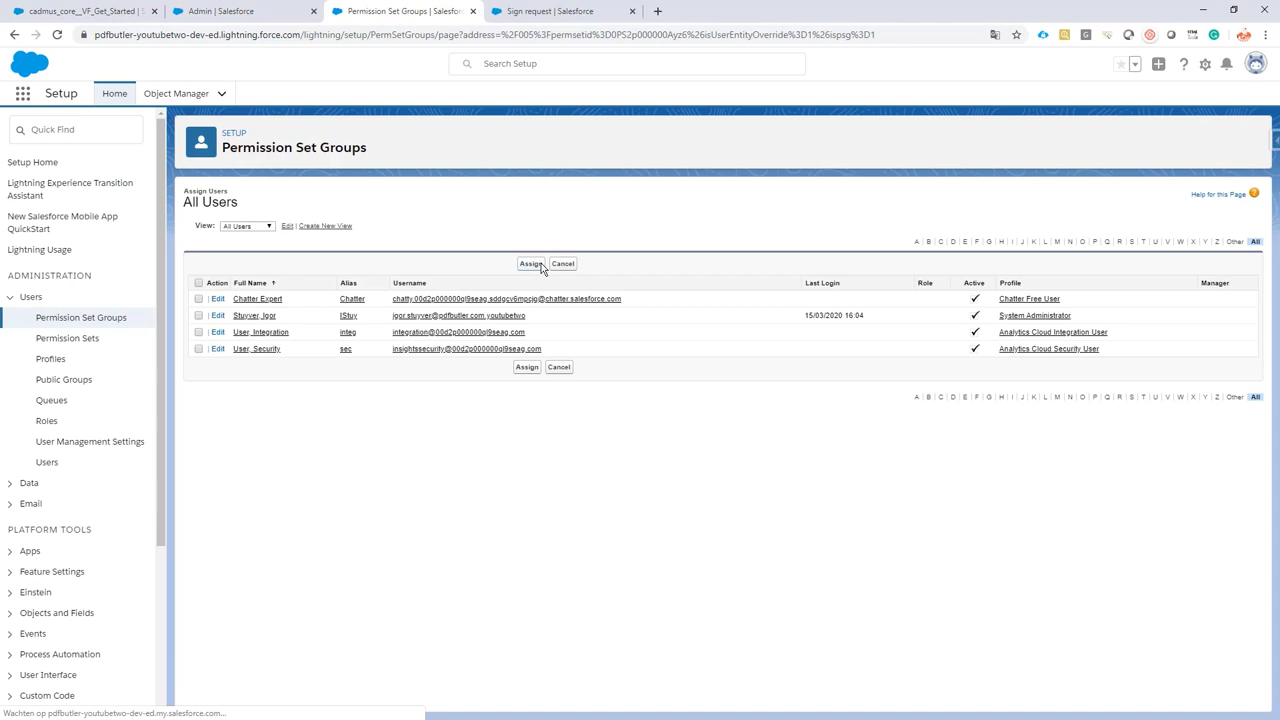 cadmus_core__VF_Get_Started | S
Admin | Salesforce
Permission Set Groups | Salesfor
Sign request | Salesforce
pdfbutler-youtubetwo-dev-ed.lightning.force.com/lightning/setup/PermSetGroups/page?address=%2F005%3Fpermsetid%3D0PS2p000000Ayz6%26isUserEntityOverride%3D1%26ispsg%3D1
Search Setup
Setup
Home
Object Manager
Quick Find
Setup Home
Lightning Experience Transition
Assistant
New Salesforce Mobile App
QuickStart
Lightning Usage
ADMINISTRATION
Users
Permission Set Groups
Permission Sets
Profiles
Public Groups
Queues
Roles
User Management Settings
Users
Data
Email
PLATFORM TOOLS
Apps
Feature Settings
Einstein
Objects and Fields
Events
Process Automation
User Interface
Custom Code
SETUP
Permission Set Groups
Assign Users
All Users
Help for this Page
View: All Users Edit | Create New View
A B C D E F G H I J K L M N O P Q R S T U V W X Y Z Other All
Assign Cancel
Action Full Name Alias Username Last Login Role Active Profile Manager
Edit Chatter Expert Chatter chatty.00d2p000000ql9seag.sddgcv6mpcjg@chatter.salesforce.com Chatter Free User
Edit Stuyver, Igor IStuy igor.stuyver@pdfbutler.com.youtubetwo 15/03/2020 16:04 System Administrator
Edit User, Integration integ integration@00d2p000000ql9seag.com Analytics Cloud Integration User
Edit User, Security sec insightssecurity@00d2p000000ql9seag.com Analytics Cloud Security User
Assign Cancel
A B C D E F G H I J K L M N O P Q R S T U V W X Y Z Other All
Wachten op pdfbutler-youtubetwo-dev-ed.my.salesforce.com...